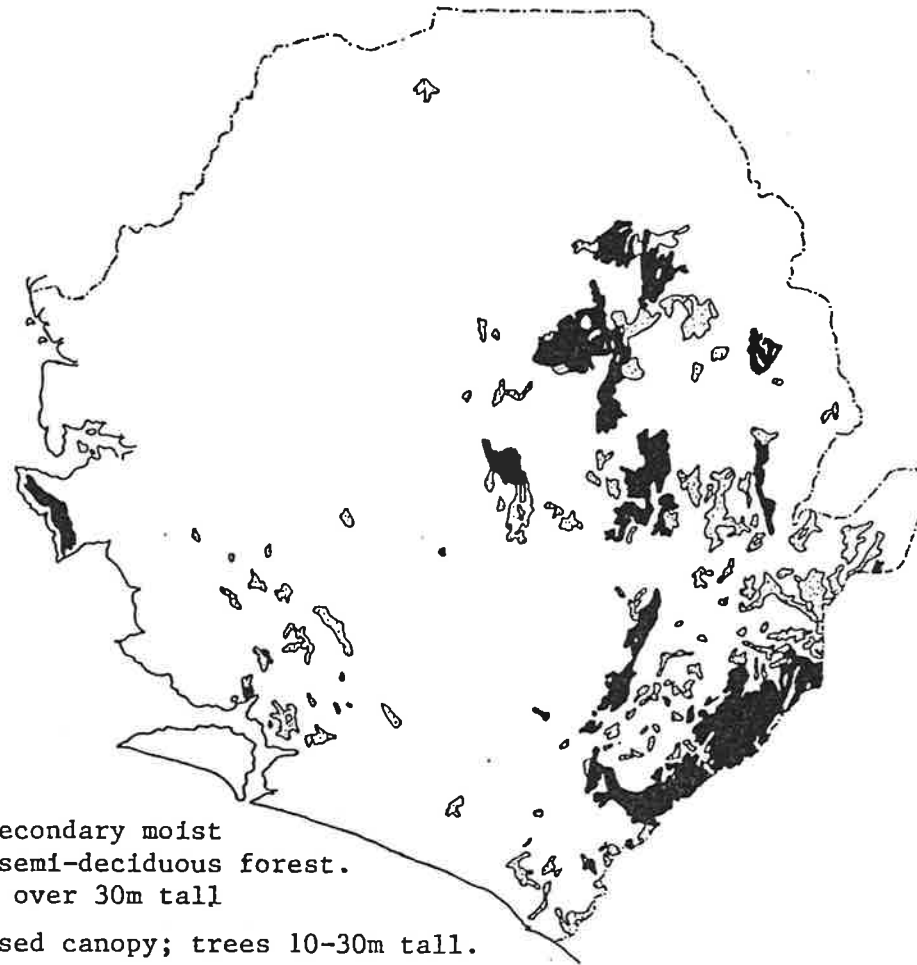 econdary moist
semi-deciduous forest.
over 30m tall
sed canopy; trees 10-30m tall.